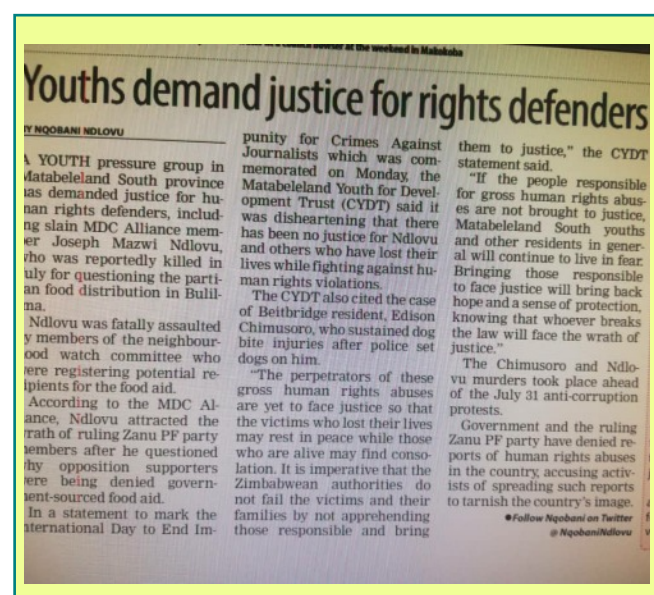 at the weekend in Mabokoba
Youths demand justice for rights defenders
BY NQOBANI NDLOVU
A YOUTH pressure group in
Matabeleland South province
has demanded justice for hu-
man rights defenders, includ-
ng slain MDC Alliance mem-
er Joseph Mazwi Ndlovu,
who was reportedly killed in
July for questioning the parti-
an food distribution in Bulil-
ma.
Ndlovu was fatally assaulted
y members of the neighbour-
ood watch committee who
were registering potential re-
ipients for the food aid.
According to the MDC Al-
iance, Ndlovu attracted the
wrath of ruling Zanu PF party
members after he questioned
why opposition supporters
were being denied govern-
ment-sourced food aid.
In a statement to mark the
nternational Day to End Im-
punity for Crimes Against
Journalists which was com-
memorated on Monday, the
Matabeleland Youth for Devel-
opment Trust (CYDT) said it
was disheartening that there
has been no justice for Ndlovu
and others who have lost their
lives while fighting against hu-
man rights violations.
The CYDT also cited the case
of Beitbridge resident, Edison
Chimusoro, who sustained dog
bite injuries after police set
dogs on him.
"The perpetrators of these
gross human rights abuses
are yet to face justice so that
the victims who lost their lives
may rest in peace while those
who are alive may find conso-
lation. It is imperative that the
Zimbabwean authorities do
not fail the victims and their
families by not apprehending
those responsible and bring
them to justice," the CYDT
statement said.
"If the people responsible
for gross human rights abus-
es are not brought to justice,
Matabeleland South youths
and other residents in gener-
al will continue to live in fear.
Bringing those responsible
to face justice will bring back
hope and a sense of protection,
knowing that whoever breaks
the law will face the wrath of
justice."
The Chimusoro and Ndlo-
vu murders took place ahead
of the July 31 anti-corruption
protests.
Government and the ruling
Zanu PF party have denied re-
ports of human rights abuses
in the country, accusing activ-
ists of spreading such reports
to tarnish the country's image.
●Follow Nqobani on Twitter
@NqobaniNdlovu